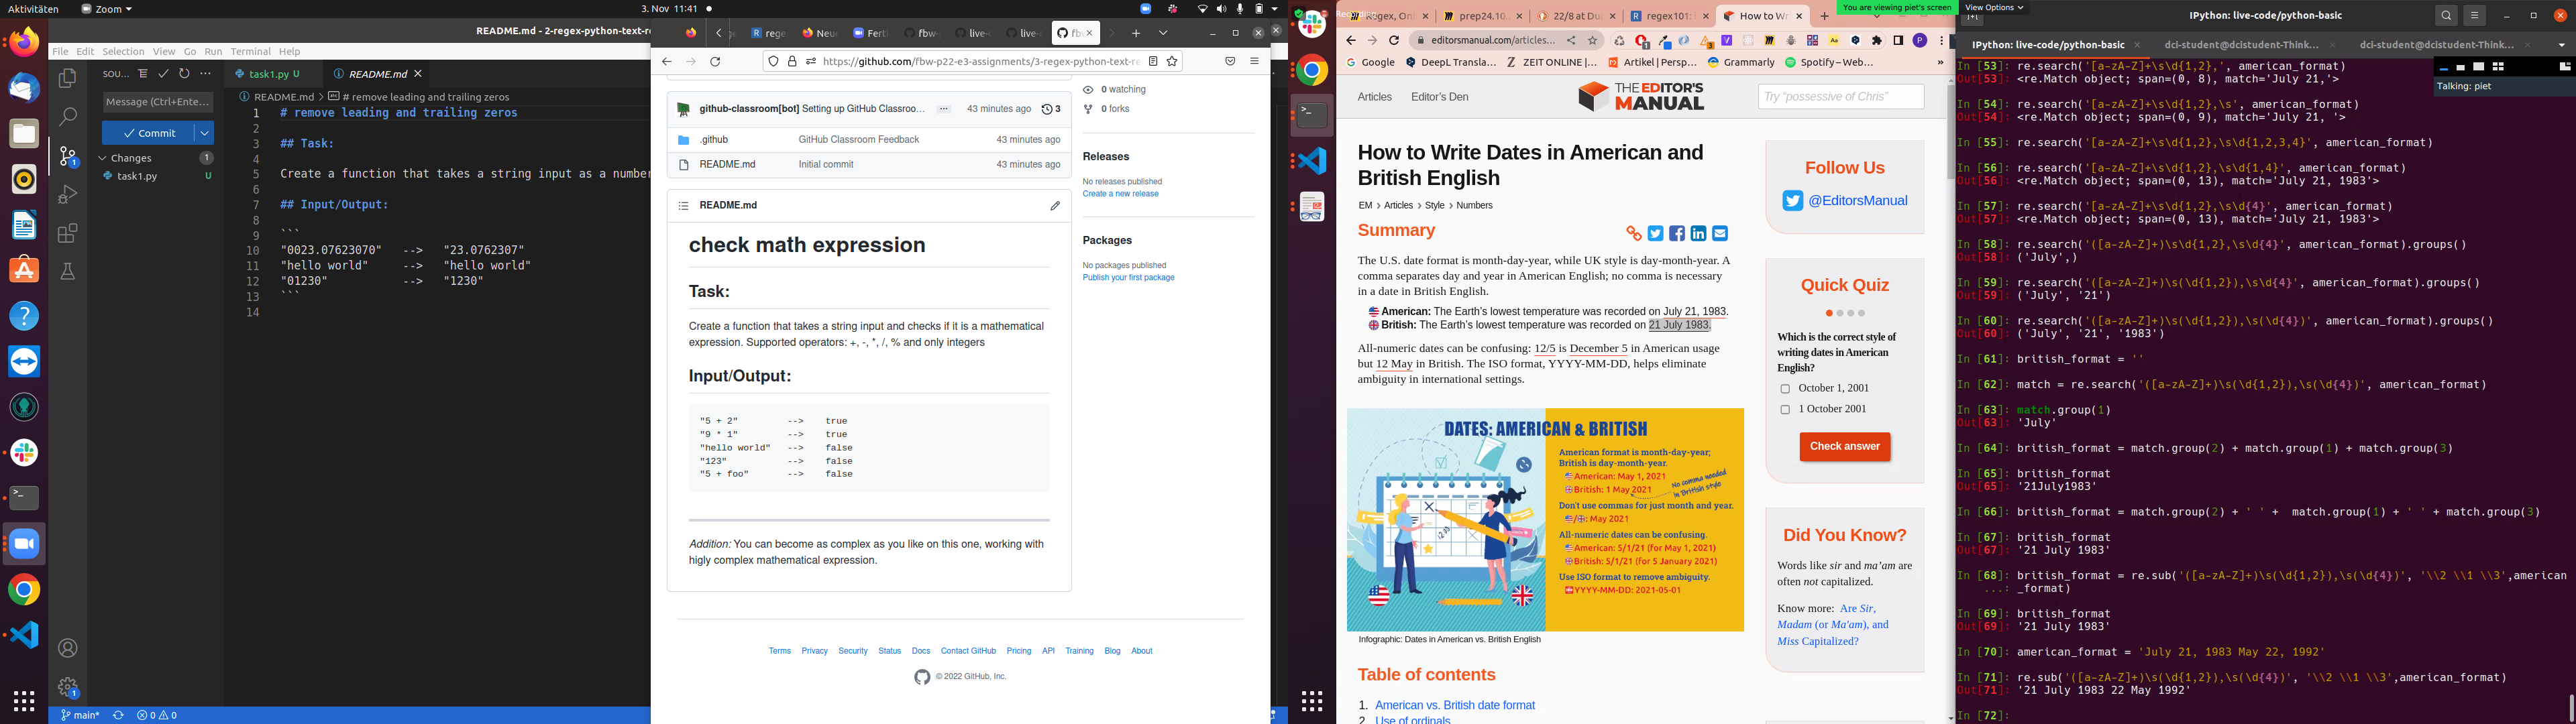 Aktivitäten
Zoom
3. Nov 11:41
README.md - 2-regex-python-text-r
File Edit Selection View Go Run Terminal Help
SOU...
Message (Ctrl+Ente...
Commit
Changes 1
task1.py U
task1.py U
README.md
README.md > # remove leading and trailing zeros
1 # remove leading and trailing zeros
2
3 ## Task:
4
5 Create a function that takes a string input as a number
6
7 ## Input/Output:
8
9 ```
10 "0023.07623070" --> "23.0762307"
11 "hello world" --> "hello world"
12 "01230" --> "1230"
13 ```
14
main*
0 0
https://github.com/fbw-p22-e3-assignments/3-regex-python-text-re
github-classroom[bot] Setting up GitHub Classroo... 43 minutes ago 3
.github GitHub Classroom Feedback 43 minutes ago
README.md Initial commit 43 minutes ago
README.md
check math expression
Task:
Create a function that takes a string input and checks if it is a mathematical
expression. Supported operators: +, -, *, /, % and only integers
Input/Output:
"5 + 2" --> true
"9 * 1" --> true
"hello world" --> false
"123" --> false
"5 + foo" --> false
Addition: You can become as complex as you like on this one, working with
higly complex mathematical expression.
0 watching
0 forks
Releases
No releases published
Create a new release
Packages
No packages published
Publish your first package
Terms Privacy Security Status Docs Contact GitHub Pricing API Training Blog About
© 2022 GitHub, Inc.
prep24.10.
22/8 at Du
regex101: b
How to Wr
You are viewing piet's screen
View Options
editorsmanual.com/articles...
Google
DeepL Transla...
ZEIT ONLINE |...
Artikel | Persp...
Grammarly
Spotify – Web...
Articles
Editor's Den
THE EDITOR'S
MANUAL
Try “possessive of Chris”
How to Write Dates in American and
British English
EM > Articles > Style > Numbers
Summary
The U.S. date format is month-day-year, while UK style is day-month-year. A
comma separates day and year in American English; no comma is necessary
in a date in British English.
American: The Earth's lowest temperature was recorded on July 21, 1983.
British: The Earth's lowest temperature was recorded on 21 July 1983.
All-numeric dates can be confusing: 12/5 is December 5 in American usage
but 12 May in British. The ISO format, YYYY-MM-DD, helps eliminate
ambiguity in international settings.
DATES: AMERICAN & BRITISH
American format is month-day-year;
British is day-month-year.
American: May 1, 2021
British: 1 May 2021
No comma needed
in British style
Don't use commas for just month and year.
/ : May 2021
All-numeric dates can be confusing.
American: 5/1/21 (for May 1, 2021)
British: 5/1/21 (for 5 January 2021)
Use ISO format to remove ambiguity.
YYYY-MM-DD: 2021-05-01
Infographic: Dates in American vs. British English
Table of contents
1. American vs. British date format
2. Use of ordinals
Follow Us
@EditorsManual
Quick Quiz
Which is the correct style of
writing dates in American
English?
October 1, 2001
1 October 2001
Check answer
Did You Know?
Words like sir and ma'am are
often not capitalized.
Know more: Are Sir,
Madam (or Ma'am), and
Miss Capitalized?
IPython: live-code/python-basic
IPython: live-code/python-basic
dci-student@dcistudent-Think...
dci-student@dcistudent-Think...
Talking: piet
In [53]: re.search('[a-zA-Z]+\s\d{1,2},', american_format)
Out[53]: <re.Match object; span=(0, 8), match='July 21,'>
In [54]: re.search('[a-zA-Z]+\s\d{1,2},\s', american_format)
Out[54]: <re.Match object; span=(0, 9), match='July 21, '>
In [55]: re.search('[a-zA-Z]+\s\d{1,2},\s\d{1,2,3,4}', american_format)
In [56]: re.search('[a-zA-Z]+\s\d{1,2},\s\d{1,4}', american_format)
Out[56]: <re.Match object; span=(0, 13), match='July 21, 1983'>
In [57]: re.search('[a-zA-Z]+\s\d{1,2},\s\d{4}', american_format)
Out[57]: <re.Match object; span=(0, 13), match='July 21, 1983'>
In [58]: re.search('([a-zA-Z]+)\s\d{1,2},\s\d{4}', american_format).groups()
Out[58]: ('July',)
In [59]: re.search('([a-zA-Z]+)\s(\d{1,2}),\s\d{4}', american_format).groups()
Out[59]: ('July', '21')
In [60]: re.search('([a-zA-Z]+)\s(\d{1,2}),\s(\d{4})', american_format).groups()
Out[60]: ('July', '21', '1983')
In [61]: british_format = ''
In [62]: match = re.search('([a-zA-Z]+)\s(\d{1,2}),\s(\d{4})', american_format)
In [63]: match.group(1)
Out[63]: 'July'
In [64]: british_format = match.group(2) + match.group(1) + match.group(3)
In [65]: british_format
Out[65]: '21July1983'
In [66]: british_format = match.group(2) + ' ' + match.group(1) + ' ' + match.group(3)
In [67]: british_format
Out[67]: '21 July 1983'
In [68]: british_format = re.sub('([a-zA-Z]+)\s(\d{1,2}),\s(\d{4})', '\\2 \\1 \\3',american
...: _format)
In [69]: british_format
Out[69]: '21 July 1983'
In [70]: american_format = 'July 21, 1983 May 22, 1992'
In [71]: re.sub('([a-zA-Z]+)\s(\d{1,2}),\s(\d{4})', '\\2 \\1 \\3',american_format)
Out[71]: '21 July 1983 22 May 1992'
In [72]: